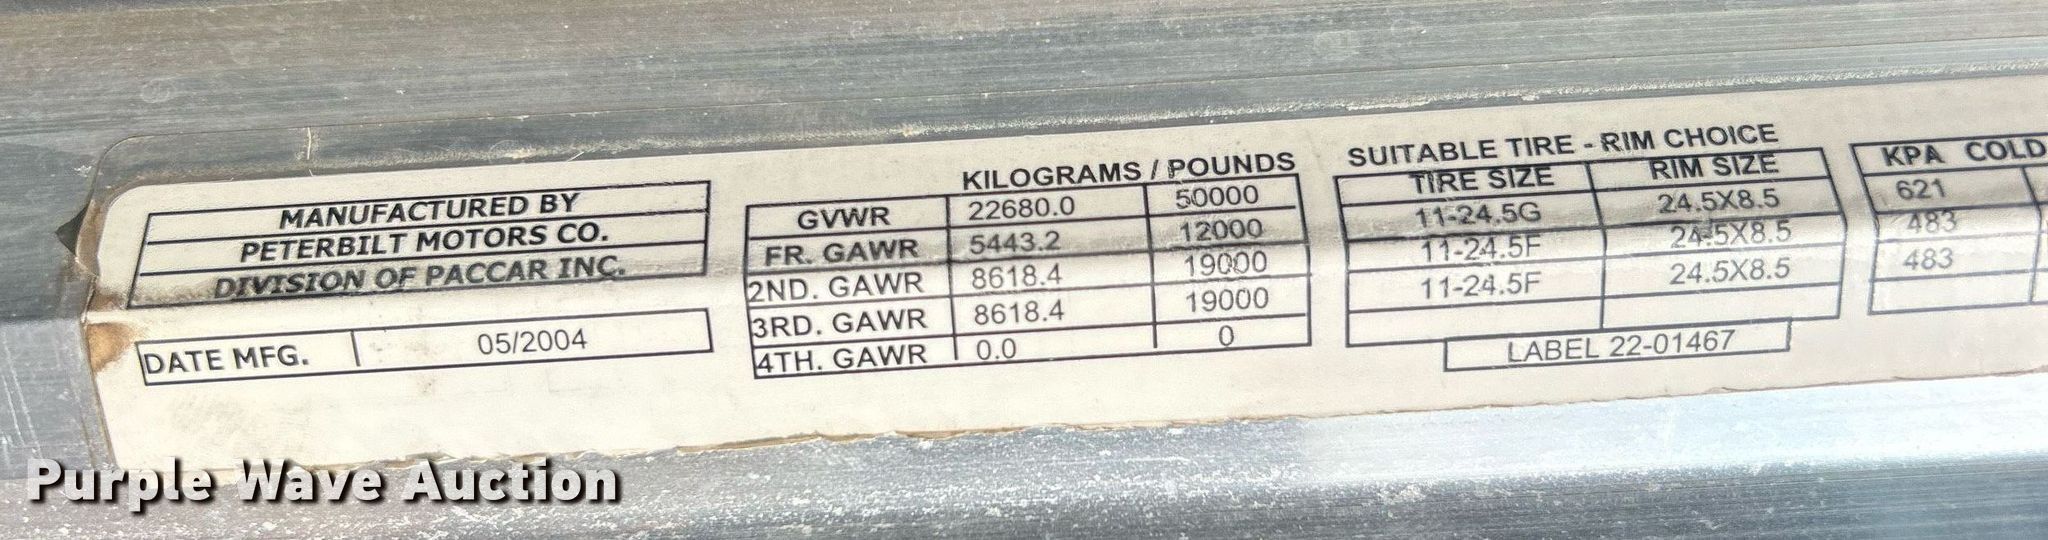 MANUFACTURED BY
PETERBILT MOTORS CO.
DIVISION OF PACCAR INC.
DATE MFG. 05/2004
KILOGRAMS / POUNDS
GVWR 22680.0 50000
FR. GAWR 5443.2 12000
2ND. GAWR 8618.4 19000
3RD. GAWR 8618.4 19000
4TH. GAWR 0.0 0
SUITABLE TIRE - RIM CHOICE
TIRE SIZE RIM SIZE
11-24.5G 24.5X8.5
11-24.5F 24.5X8.5
11-24.5F 24.5X8.5
LABEL 22-01467
KPA COLD
621
483
483
Purple Wave Auction